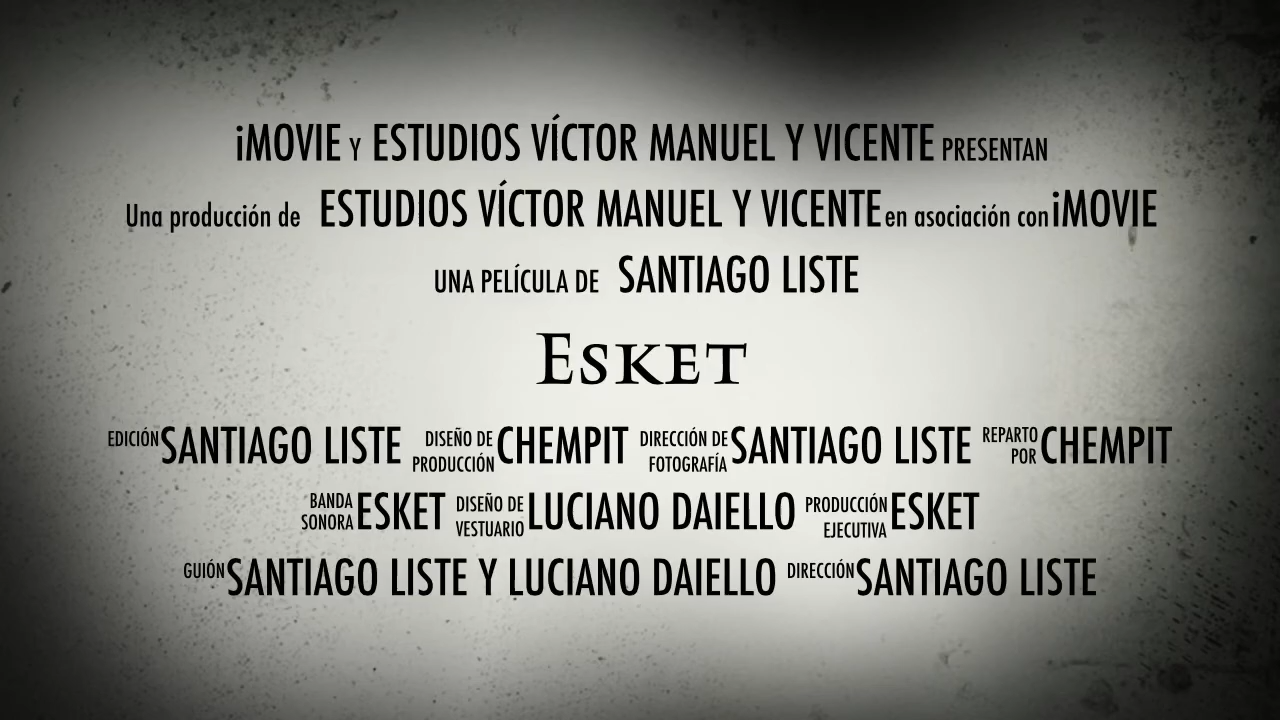 iMOVIE Y ESTUDIOS VÍCTOR MANUEL Y VICENTE PRESENTAN
Una producción de ESTUDIOS VÍCTOR MANUEL Y VICENTE en asociación con iMOVIE
UNA PELÍCULA DE SANTIAGO LISTE
ESKET
EDICIÓN SANTIAGO LISTE DISEÑO DE PRODUCCIÓN CHEMPIT DIRECCIÓN DE FOTOGRAFÍA SANTIAGO LISTE REPARTO POR CHEMPIT
BANDA SONORA ESKET DISEÑO DE VESTUARIO LUCIANO DAIELLO PRODUCCIÓN EJECUTIVA ESKET
GUIÓN SANTIAGO LISTE Y LUCIANO DAIELLO DIRECCIÓN SANTIAGO LISTE